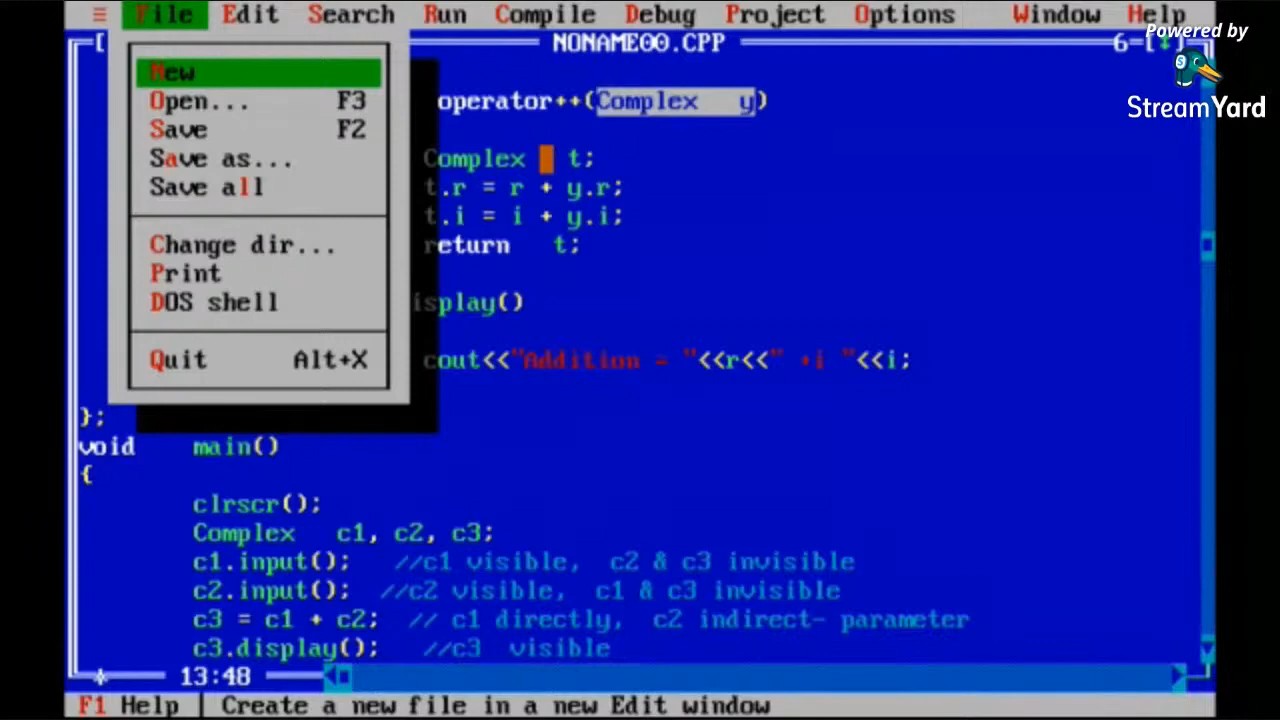 ≡ File Edit Search Run Compile Debug Project Options Window Help
Powered by
StreamYard
[ NONAME00.CPP 6=[↕]
New
Open... F3
Save F2
Save as...
Save all
Change dir...
Print
DOS shell
Quit Alt+X
operator++(Complex y)
Complex t;
t.r = r + y.r;
t.i = i + y.i;
return t;
isplay()
cout<<"Addition = "<<r<<" +i "<<i;
};
void main()
{
clrscr();
Complex c1, c2, c3;
c1.input(); //c1 visible, c2 & c3 invisible
c2.input(); //c2 visible, c1 & c3 invisible
c3 = c1 + c2; // c1 directly, c2 indirect- parameter
c3.display(); //c3 visible
13:48
F1 Help | Create a new file in a new Edit window